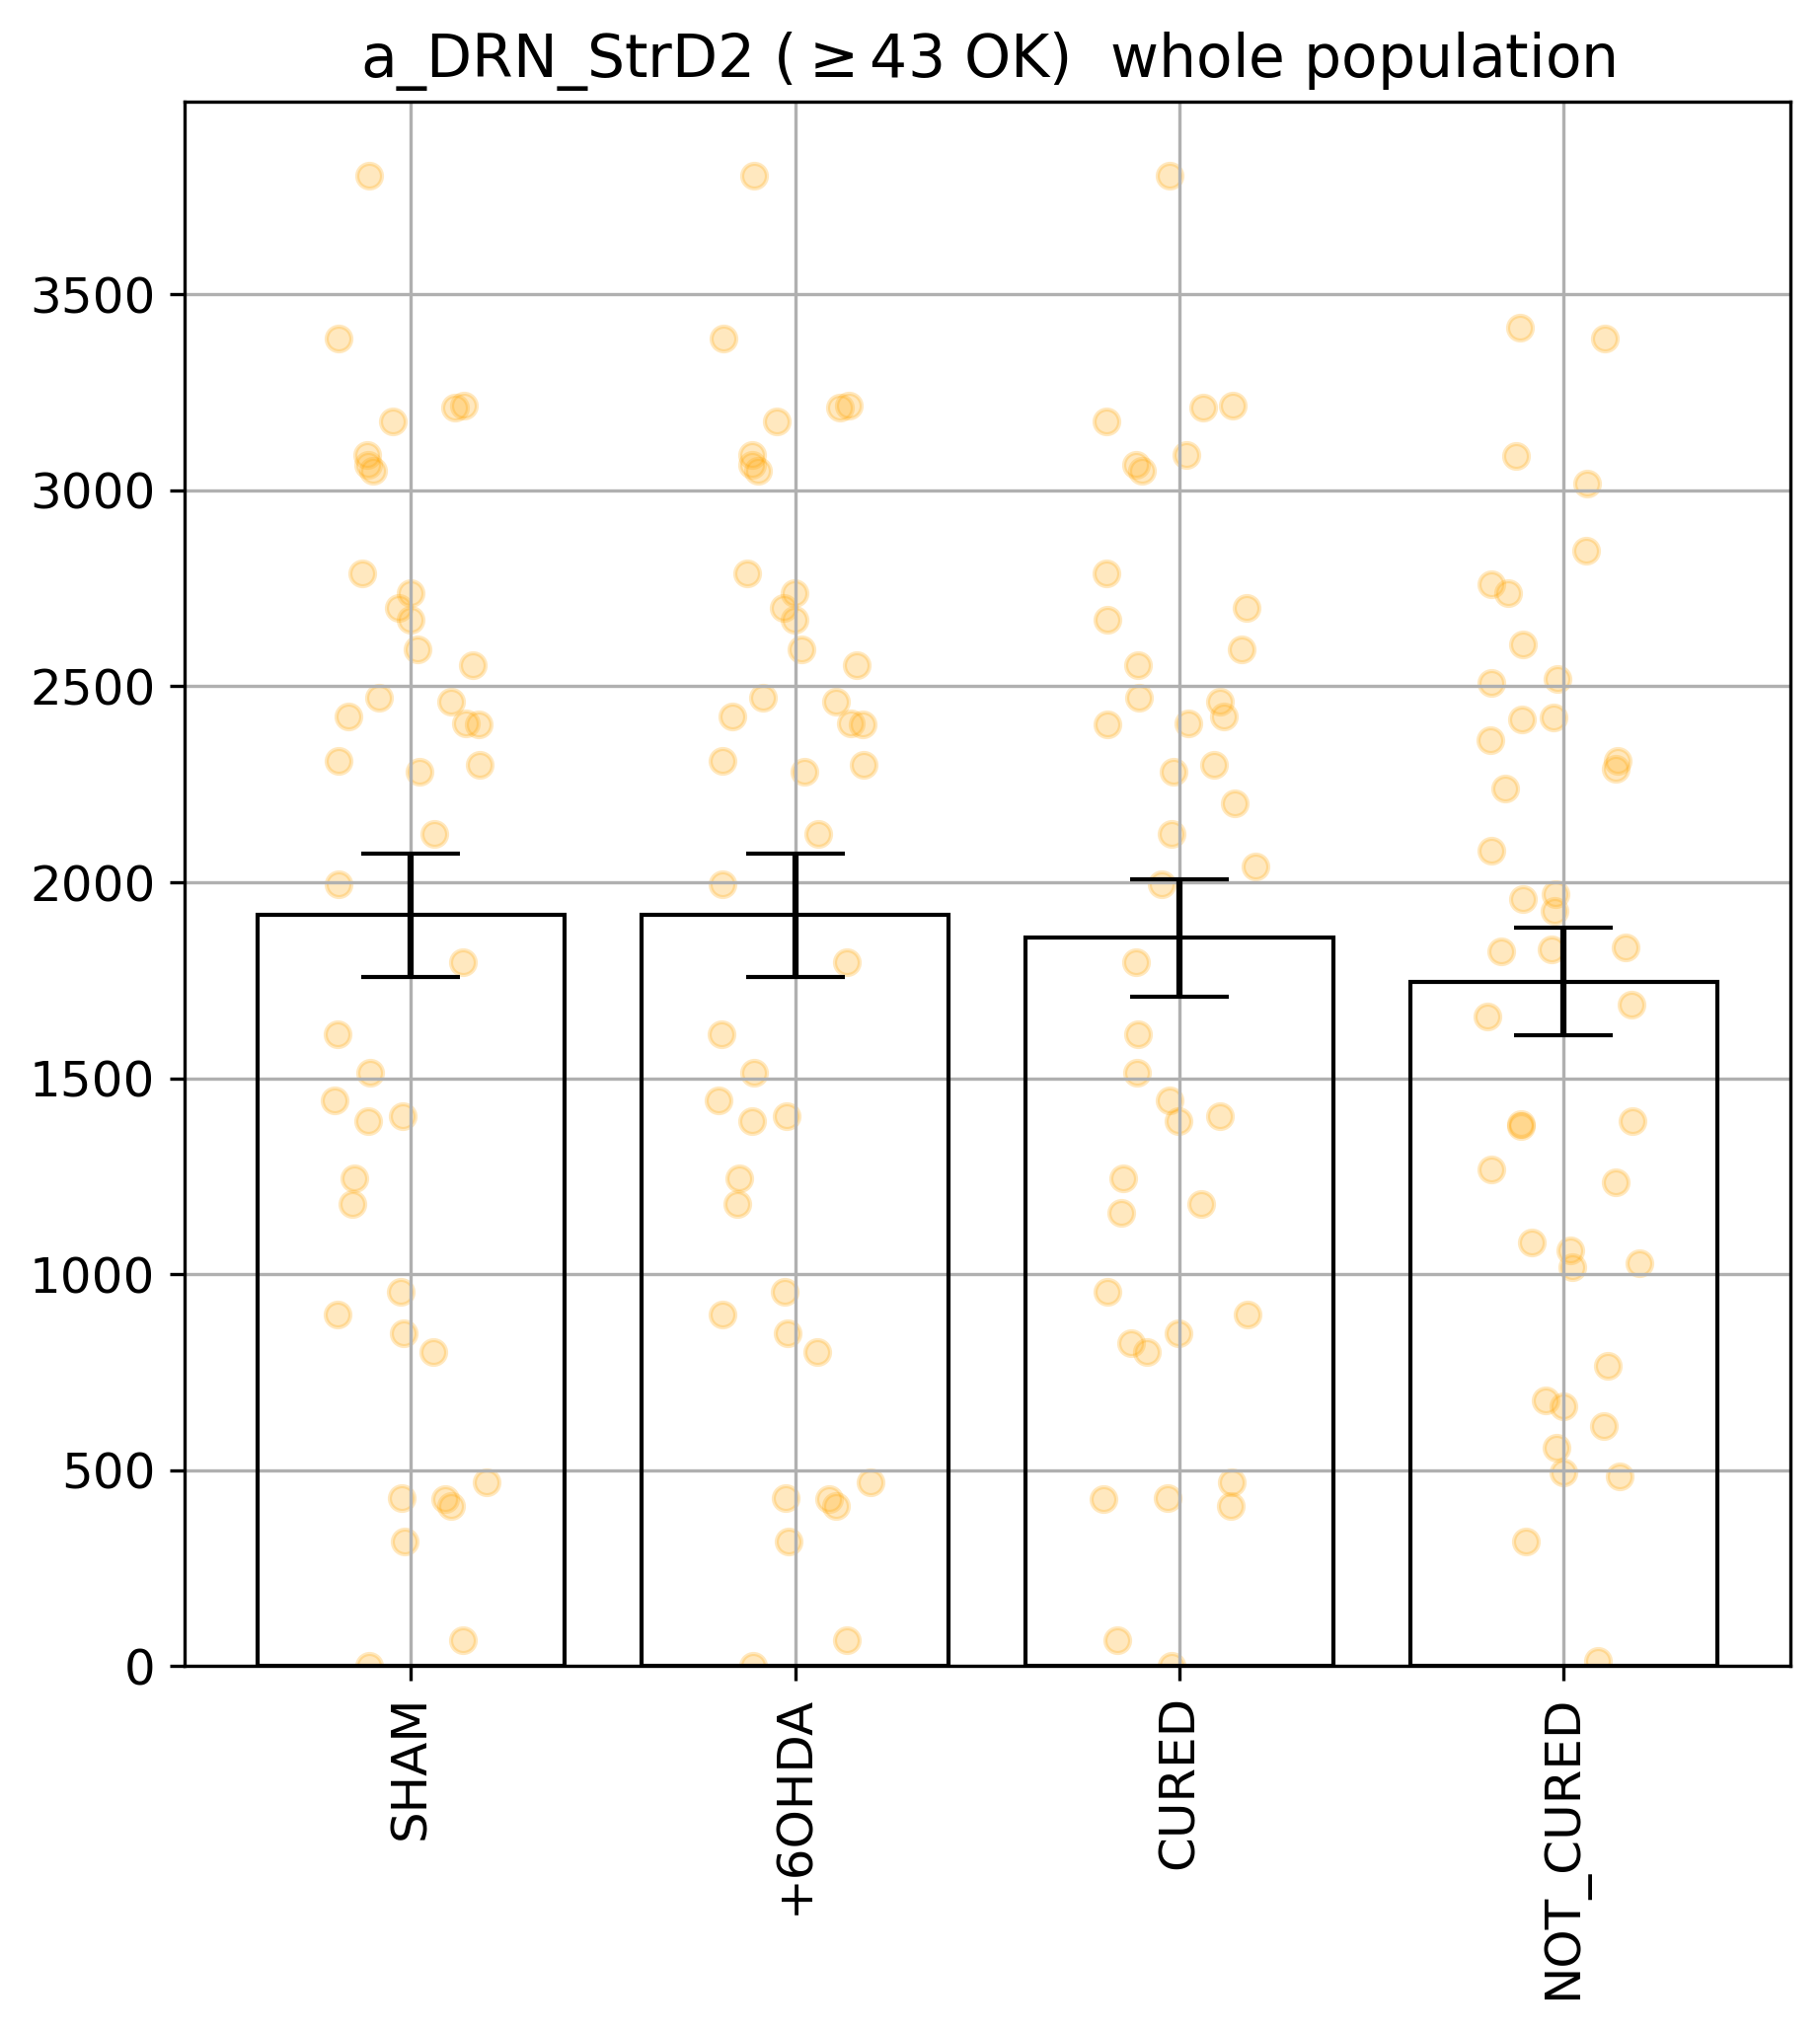 a_DRN_StrD2 ( ≥ 43 OK)  whole population
3500
3000
2500
2000
1500
1000
500
0
SHAM
+6OHDA
CURED
NOT_CURED